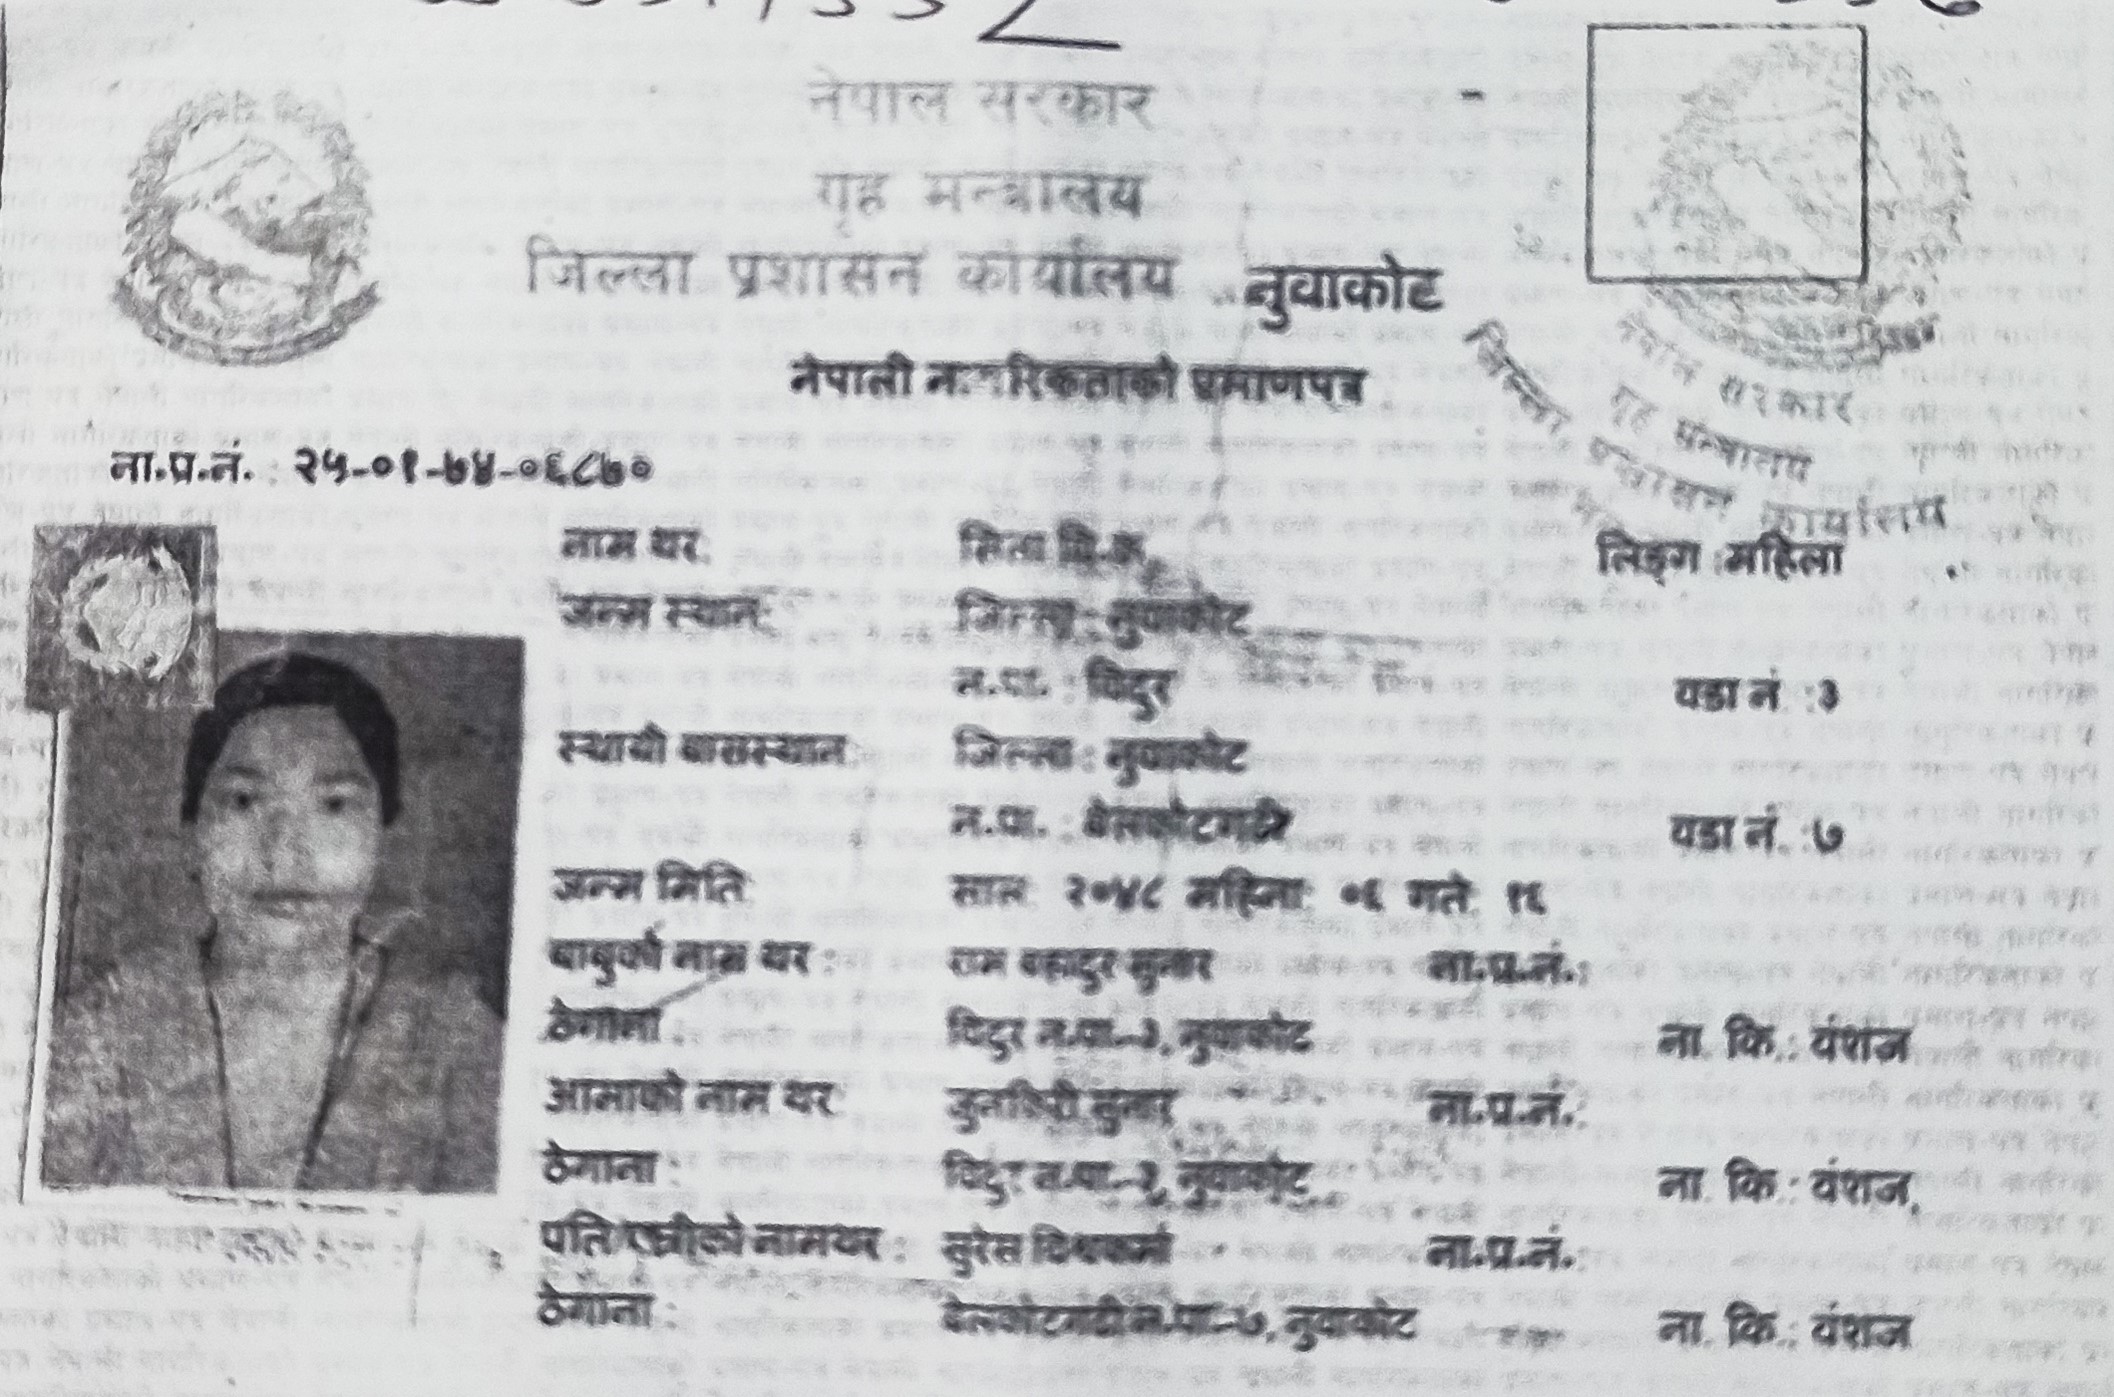 नेपाल सरकार
गृह मन्त्रालय
जिल्ला प्रशासन कार्यालय नुवाकोट
नेपाली नागरिकताको प्रमाणपत्र
नेपाल सरकार
गृह मन्त्रालय
जिल्ला प्रशासन कार्यालय
ना.प्र.नं. : २५-०१-७४-०६८७०
नाम थर: सिता वि.क. लिङ्ग : महिला
जन्म स्थान: जिल्ला : नुवाकोट
न.पा. : विदुर वडा नं. : ३
स्थायी बासस्थान: जिल्ला : नुवाकोट
न.पा. : बेलकोटगढी वडा नं. : ७
जन्म मिति: साल: २०४८ महिना: ०६ गते: १६
बाबुको नाम थर : राम बहादुर सुनार ना.प्र.नं.:
ठेगाना : विदुर न.पा.-३, नुवाकोट ना. कि.: वंशज
आमाको नाम थर: सुनार ना.प्र.नं.:
ठेगाना : विदुर न.पा.-३, नुवाकोट ना. कि.: वंशज
पति/पत्नीको नामथर : सुरेस विश्वकर्मा ना.प्र.नं.:
ठेगाना : बेलकोटगढी न.पा.-७, नुवाकोट ना. कि.: वंशज